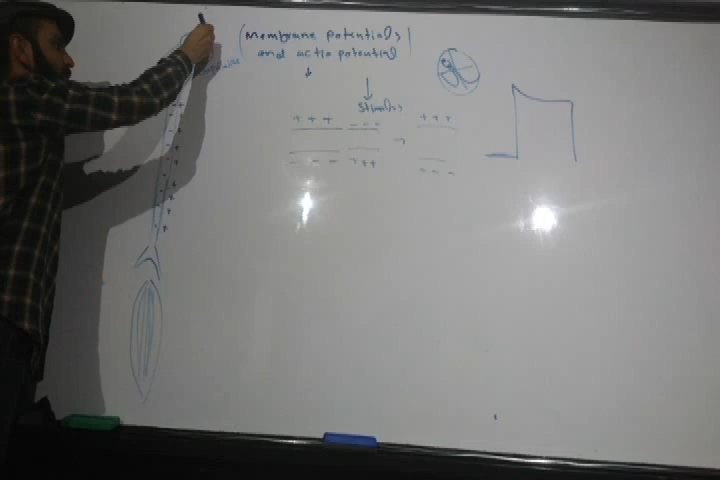 (Membrane potentials)
and actio potential
stimulus
+ + + - - - + + +
- - - + + + - - -